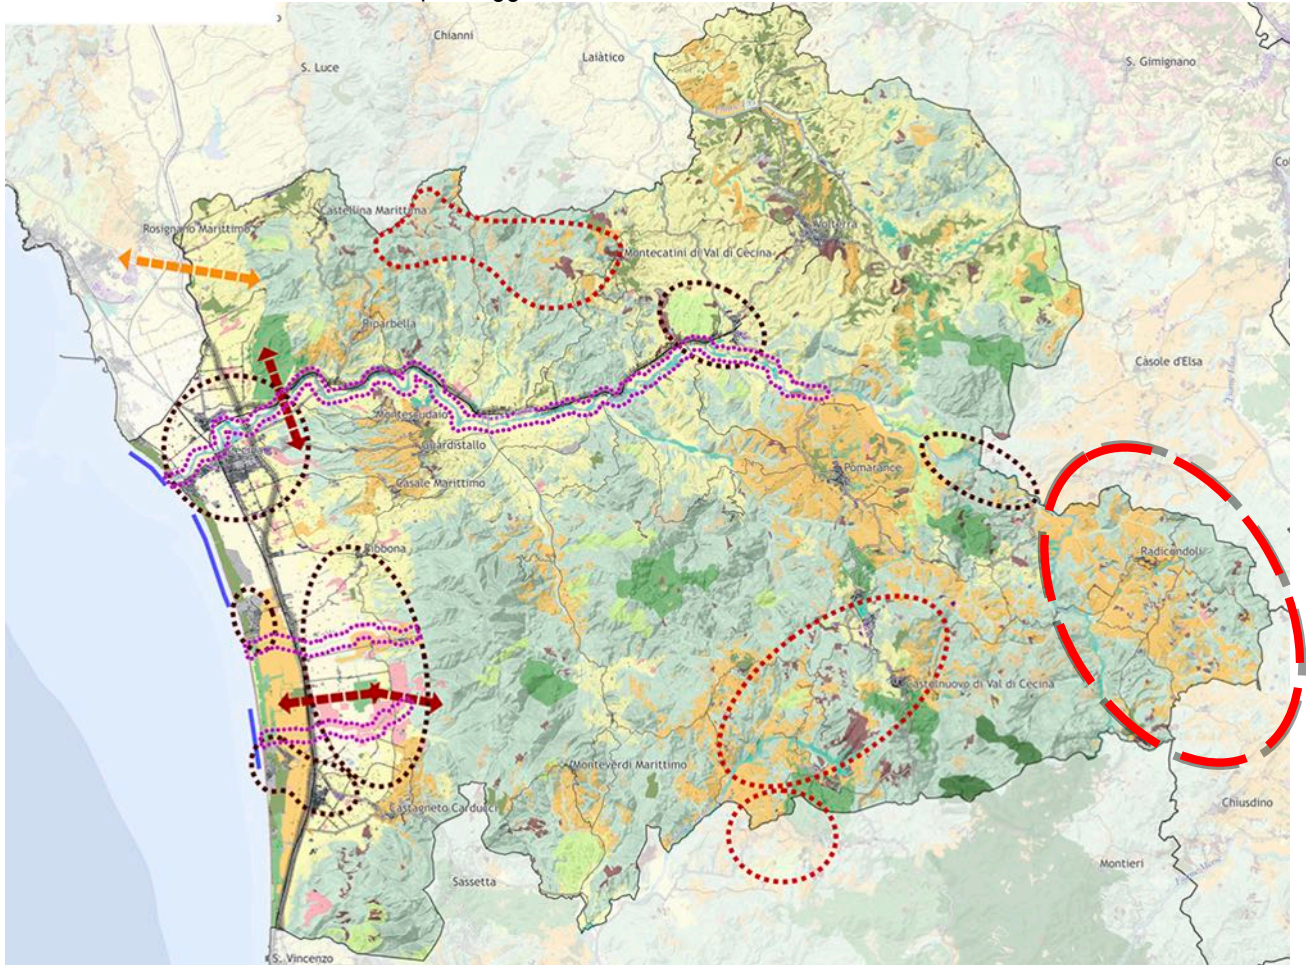 Chianni
S. Luce
Laiàtico
S. Gimignano
Castellina Marittima
Rosignano Marittimo
Volterra
Montecatini di Val di Cecina
Riparbella
Casole d'Elsa
Montescudaio
Guardistallo
Pomarance
Casale Marittimo
Bibbona
Radicondoli
Castelnuovo di Val di Cecina
Monteverdi Marittimo
Castagneto Carducci
Chiusdino
Montieri
Sassetta
S. Vincenzo